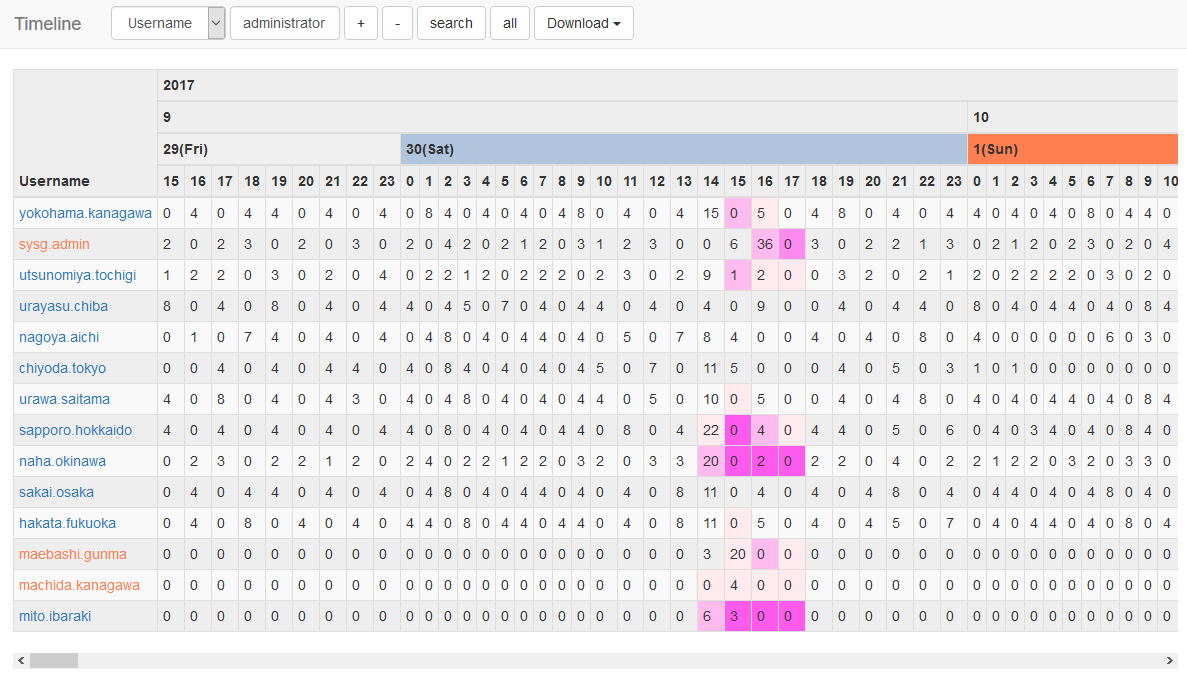 Timeline Username administrator + - search all Download
2017
9 10
29(Fri) 30(Sat) 1(Sun)
Username 15 16 17 18 19 20 21 22 23 0 1 2 3 4 5 6 7 8 9 10 11 12 13 14 15 16 17 18 19 20 21 22 23 0 1 2 3 4 5 6 7 8 9 10
yokohama.kanagawa 0 4 0 4 4 0 4 0 4 0 8 4 0 4 0 4 0 4 8 0 4 0 4 15 0 5 0 4 8 0 4 0 4 4 0 4 0 4 0 8 0 4 4 0
sysg.admin 2 0 2 3 0 2 0 3 0 2 0 4 2 0 2 1 2 0 3 1 2 3 0 0 6 36 0 3 0 2 2 1 3 0 2 1 2 0 2 3 0 2 0 4
utsunomiya.tochigi 1 2 2 0 3 0 2 0 4 0 2 2 1 2 0 2 2 2 0 2 3 0 2 9 1 2 0 0 3 2 0 2 1 2 0 2 2 2 2 0 3 0 2 0
urayasu.chiba 8 0 4 0 8 0 4 0 4 4 0 4 5 0 7 0 4 0 4 4 0 4 0 4 0 9 0 0 4 0 4 4 0 8 0 4 0 4 4 0 4 0 8 4
nagoya.aichi 0 1 0 7 4 0 4 0 4 0 4 8 0 4 0 4 4 0 4 0 5 0 7 8 4 0 0 4 0 4 0 8 0 4 0 0 0 0 0 0 6 0 3 0
chiyoda.tokyo 0 0 4 0 4 0 4 4 0 4 0 8 4 0 4 0 4 0 4 5 0 7 0 11 5 0 0 4 0 4 0 5 0 3 1 0 1 0 0 0 0 0 0 0
urawa.saitama 4 0 8 0 4 0 4 3 0 4 0 4 8 0 4 0 4 0 4 4 0 5 0 10 0 5 0 0 4 0 4 8 0 4 0 4 0 4 4 0 4 0 8 4
sapporo.hokkaido 4 0 4 0 4 0 4 0 4 0 4 0 8 0 4 0 4 0 4 0 8 0 4 22 0 4 0 4 4 0 5 0 6 0 4 0 3 4 0 4 0 8 4 0
naha.okinawa 0 2 3 0 2 2 1 2 0 2 4 0 2 2 1 2 2 0 3 2 0 3 3 20 0 2 0 2 2 0 4 0 2 2 1 2 2 0 3 2 0 3 3 0
sakai.osaka 0 4 0 4 4 0 4 0 4 0 4 8 0 4 0 4 4 0 4 0 4 0 8 11 0 4 0 4 0 4 8 0 4 0 4 4 0 4 0 4 8 0 4 0
hakata.fukuoka 0 4 0 8 0 4 0 4 0 4 4 0 8 0 4 4 0 4 4 0 4 0 8 11 0 5 0 4 0 4 5 0 7 0 4 0 4 4 0 4 0 8 0 4
maebashi.gunma 0 0 0 0 0 0 0 0 0 0 0 0 0 0 0 0 0 0 0 0 0 0 0 3 20 0 0 0 0 0 0 0 0 0 0 0 0 0 0 0 0 0 0 0
machida.kanagawa 0 0 0 0 0 0 0 0 0 0 0 0 0 0 0 0 0 0 0 0 0 0 0 0 4 0 0 0 0 0 0 0 0 0 0 0 0 0 0 0 0 0 0 0
mito.ibaraki 0 0 0 0 0 0 0 0 0 0 0 0 0 0 0 0 0 0 0 0 0 0 0 6 3 0 0 0 0 0 0 0 0 0 0 0 0 0 0 0 0 0 0 0